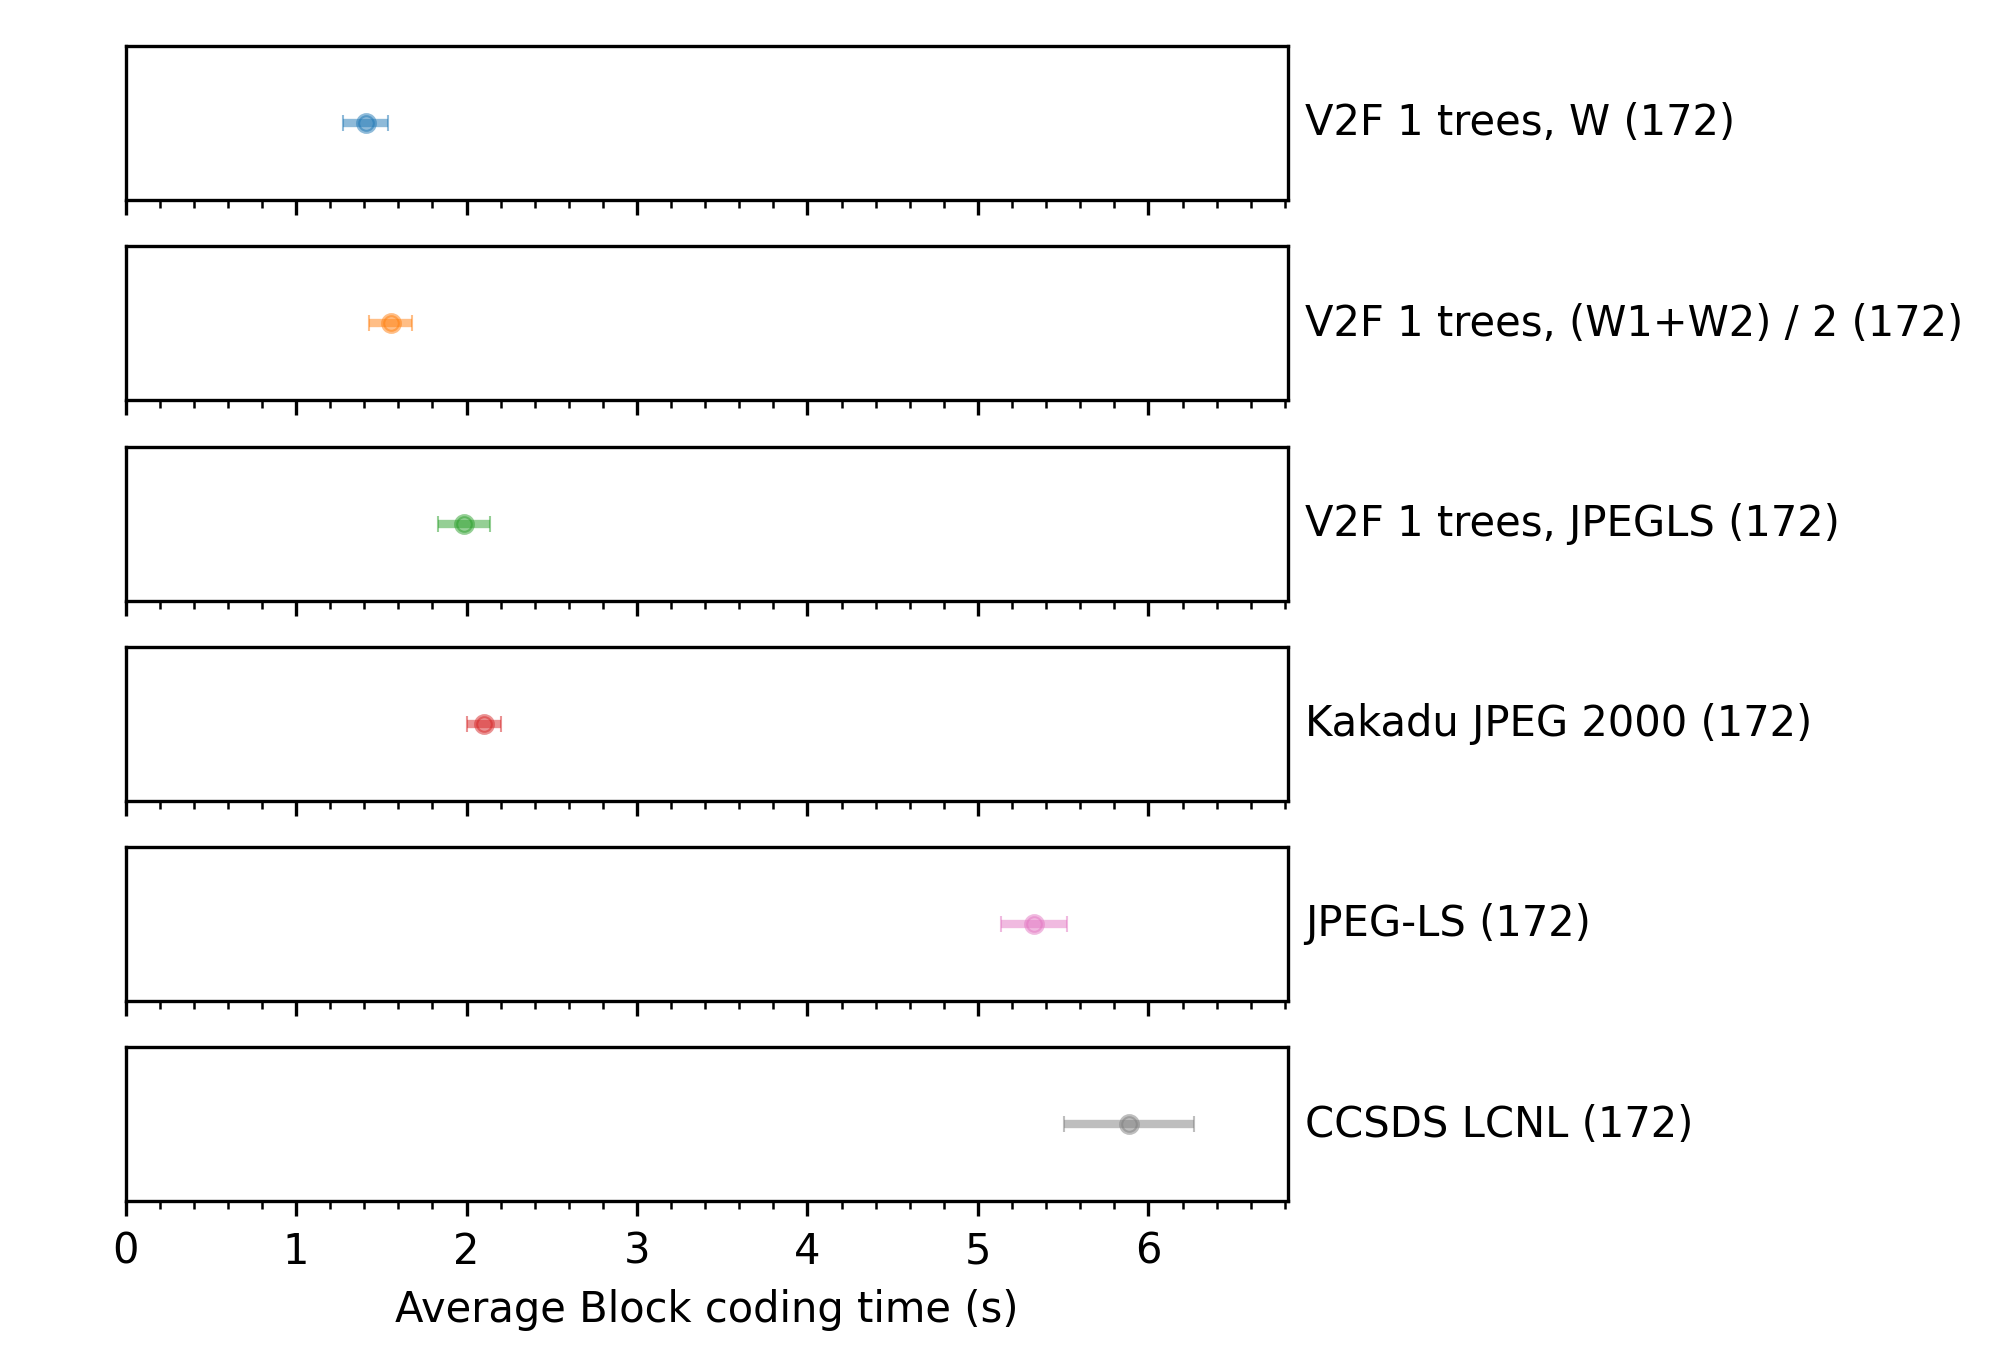 V2F 1 trees, W (172)
V2F 1 trees, (W1+W2) / 2 (172)
V2F 1 trees, JPEGLS (172)
Kakadu JPEG 2000 (172)
JPEG-LS (172)
CCSDS LCNL (172)
0 1 2 3 4 5 6
Average Block coding time (s)